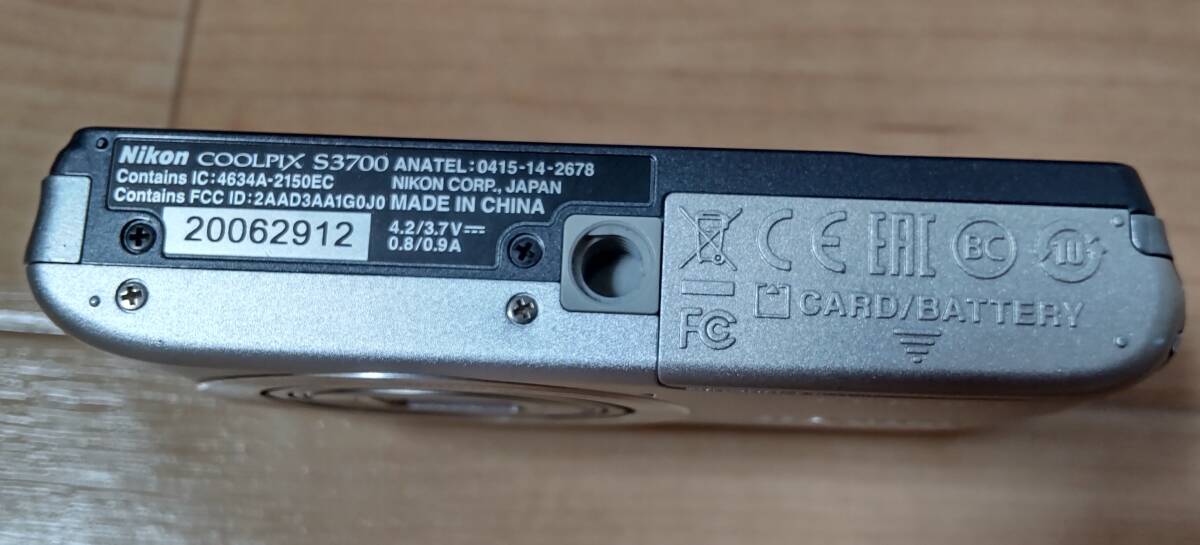 Nikon COOLPIX S3700 ANATEL:0415-14-2678
Contains IC:4634A-2150EC NIKON CORP., JAPAN
Contains FCC ID:2AAD3AA1G0J0 MADE IN CHINA
20062912
4.2/3.7V⎓
0.8/0.9A
CE EAC BC 10
FC
CARD/BATTERY